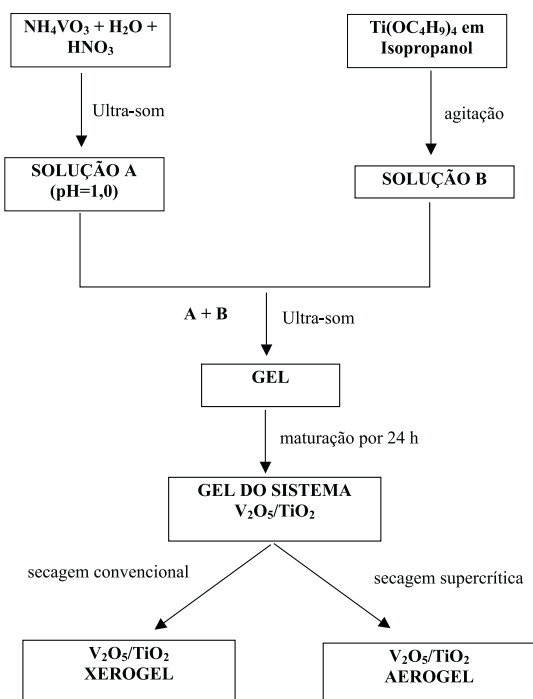 NH₄VO₃ + H₂O +
HNO₃
Ti(OC₄H₉)₄ em
Isopropanol
Ultra-som
agitação
SOLUÇÃO A
(pH=1,0)
SOLUÇÃO B
A + B
Ultra-som
GEL
maturação por 24 h
GEL DO SISTEMA
V₂O₅/TiO₂
secagem convencional
secagem supercrítica
V₂O₅/TiO₂
XEROGEL
V₂O₅/TiO₂
AEROGEL